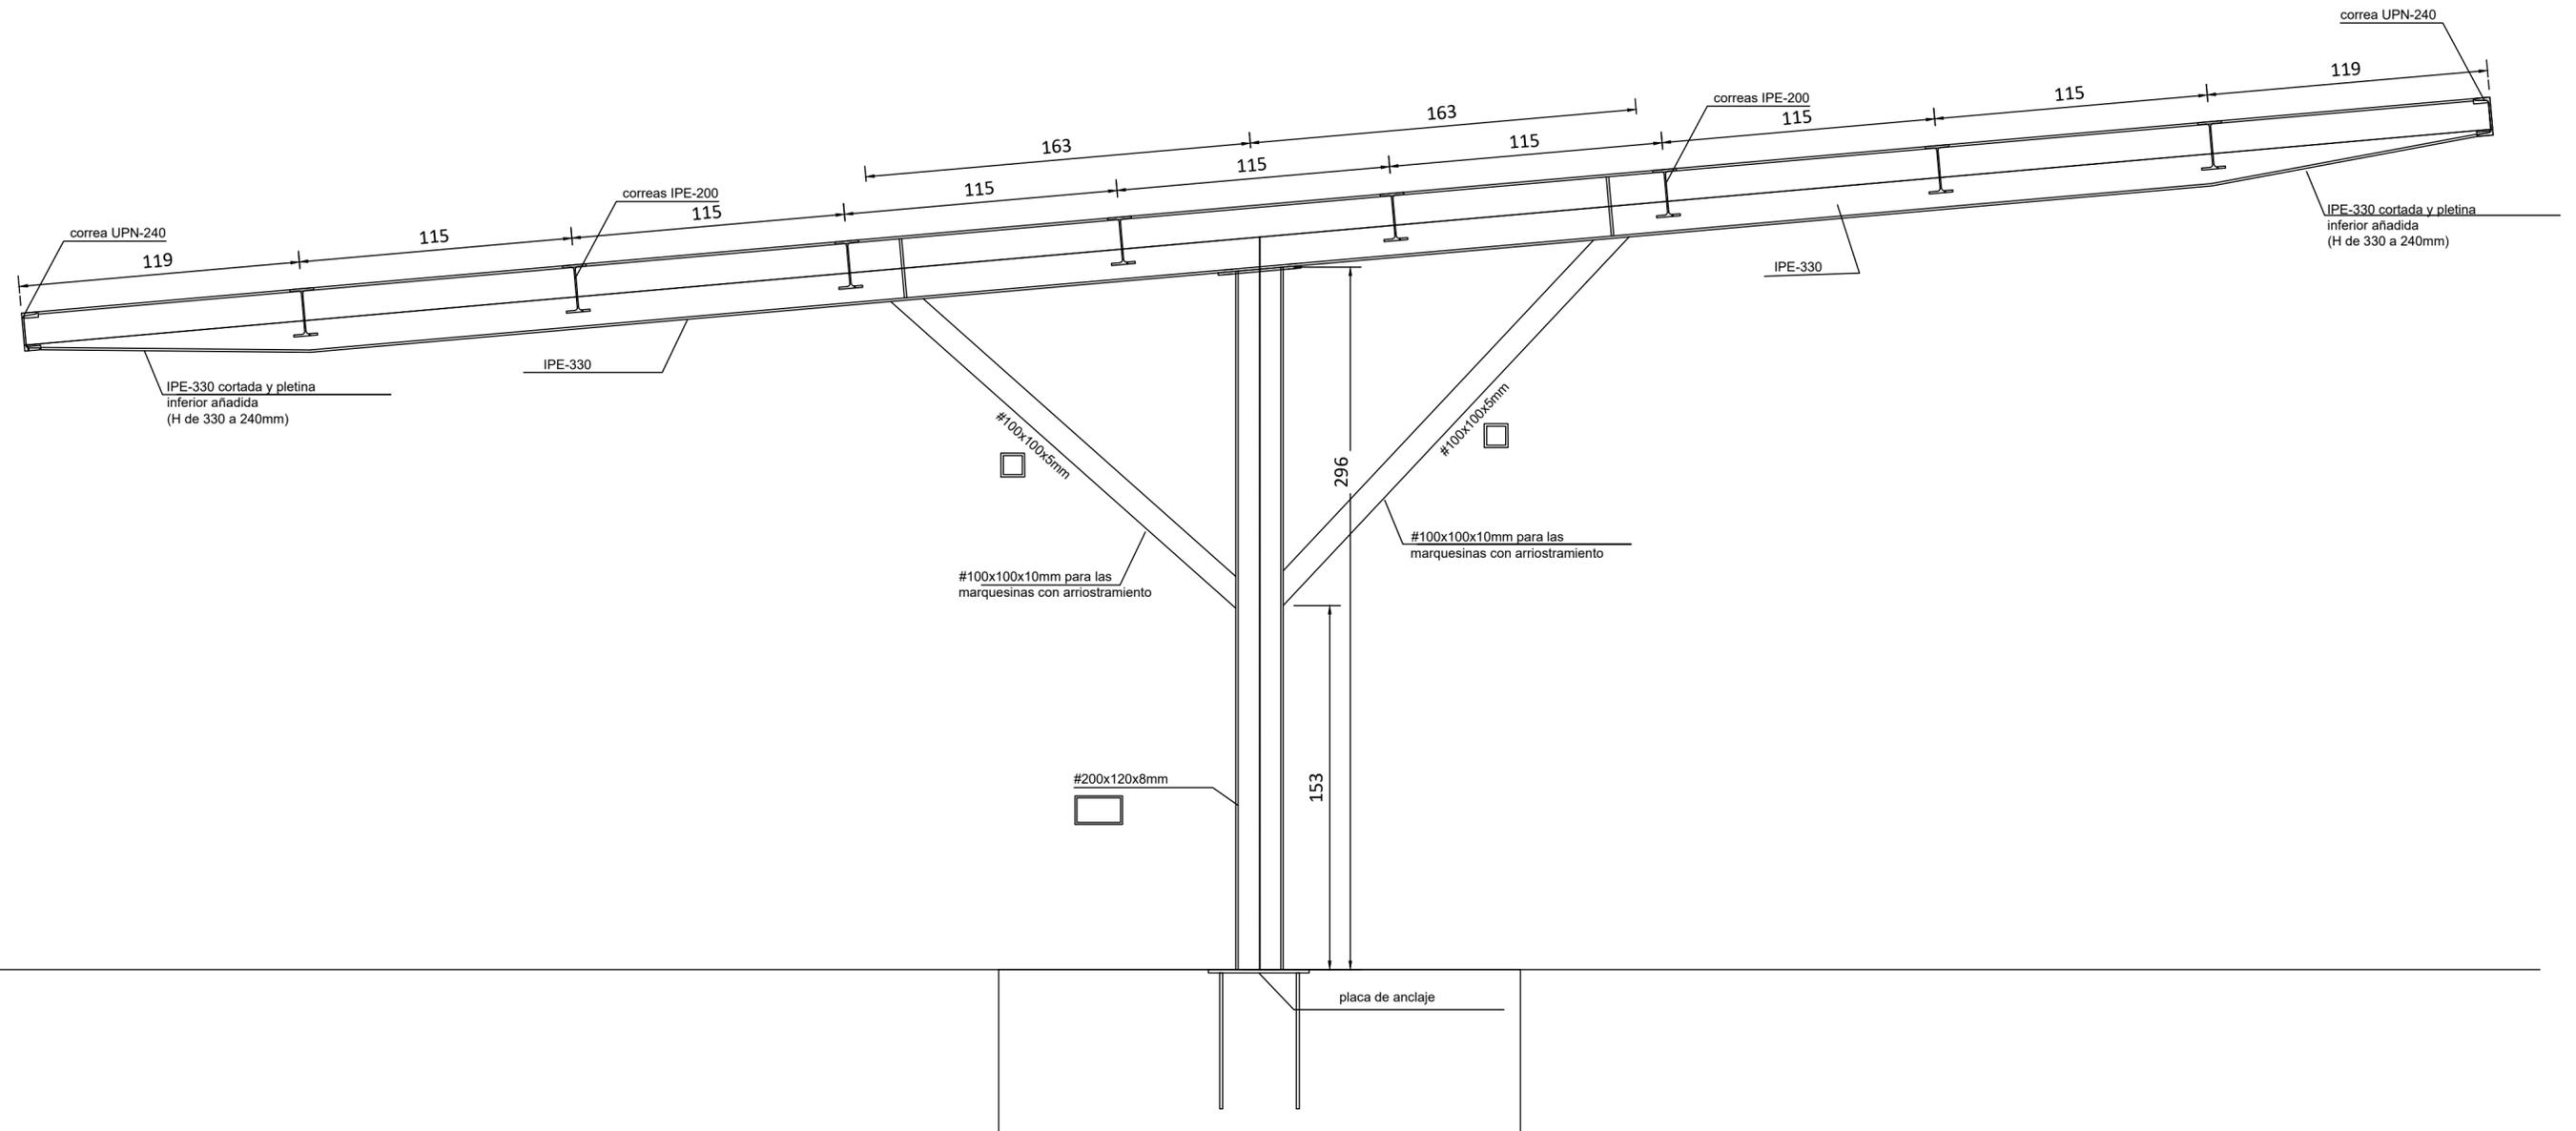 correa UPN-240
119
115
correas IPE-200
115
163
163
115
115
115
correas IPE-200
115
115
119
correa UPN-240
IPE-330 cortada y pletina
inferior añadida
(H de 330 a 240mm)
IPE-330
IPE-330
IPE-330 cortada y pletina
inferior añadida
(H de 330 a 240mm)
#100x100x5mm
#100x100x5mm
296
#100x100x10mm para las
marquesinas con arriostramiento
#100x100x10mm para las
marquesinas con arriostramiento
#200x120x8mm
153
placa de anclaje